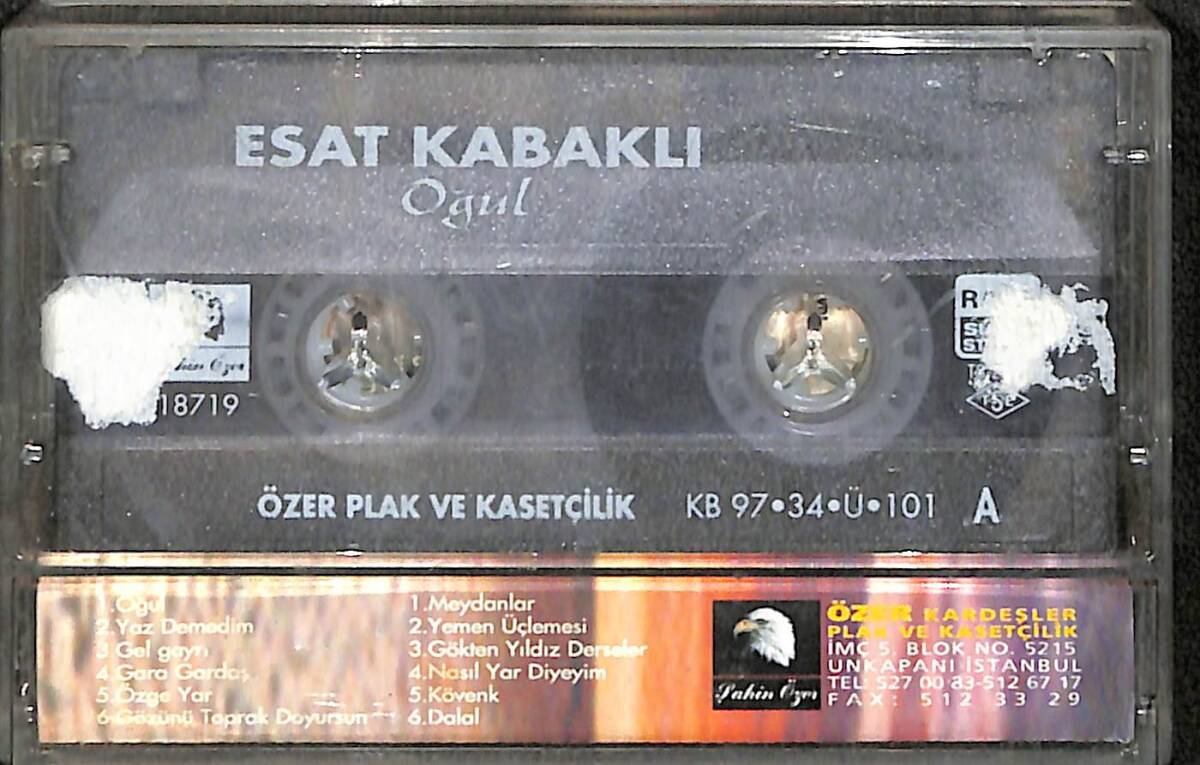 ESAT KABAKLI
Oğul
18719
ÖZER PLAK VE KASETÇİLİK KB 97•34•Ü•101 A
1.Oğul
2.Yaz Demedim
3.Gel gayrı
4.Gara Gardaş
5.Özge Yar
6.Gözünü Toprak Doyursun
1.Meydanlar
2.Yemen Üçlemesi
3.Gökten Yıldız Derseler
4.Nasıl Yar Diyeyim
5.Kövenk
6.Dalal
Şahin Özer
ÖZER KARDEŞLER
PLAK VE KASETÇİLİK
İMÇ 5. BLOK NO. 5215
UNKAPANI İSTANBUL
TEL: 527 00 83-512 67 17
FAX: 512 33 29